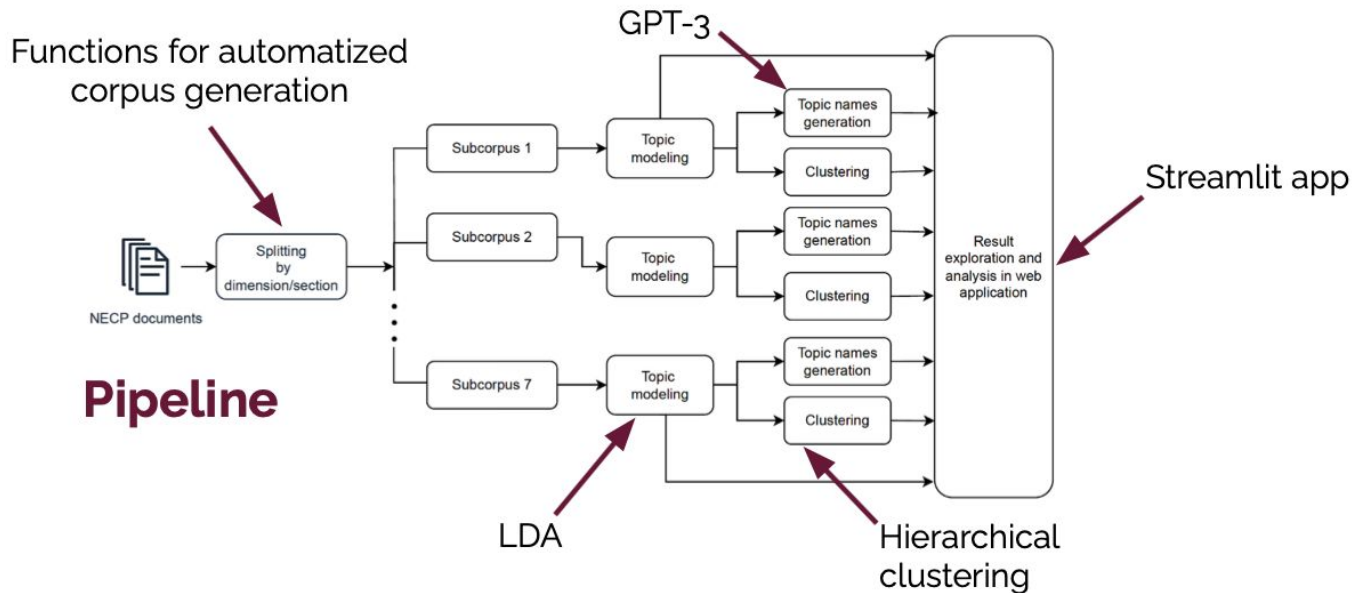 GPT-3
Functions for automatized
corpus generation
Topic names
generation
Subcorpus 1
Topic
modeling
Clustering
Streamlit app
Splitting
by
dimension/section
Subcorpus 2
Topic
modeling
Topic names
generation
Clustering
Result
exploration and
analysis in web
application
NECP documents
Pipeline
Subcorpus 7
Topic
modeling
Topic names
generation
Clustering
LDA
Hierarchical
clustering